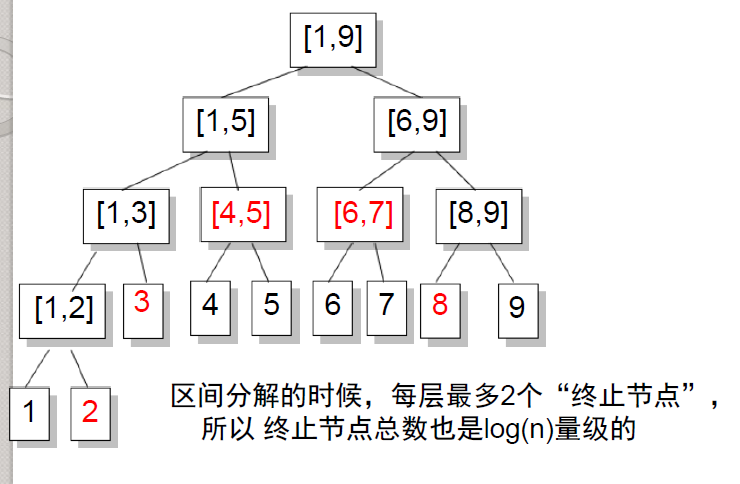 [1,9]
[1,5] [6,9]
[1,3] [4,5] [6,7] [8,9]
[1,2] 3 4 5 6 7 8 9
1 2
区间分解的时候，每层最多2个“终止节点”，
所以 终止节点总数也是log(n)量级的